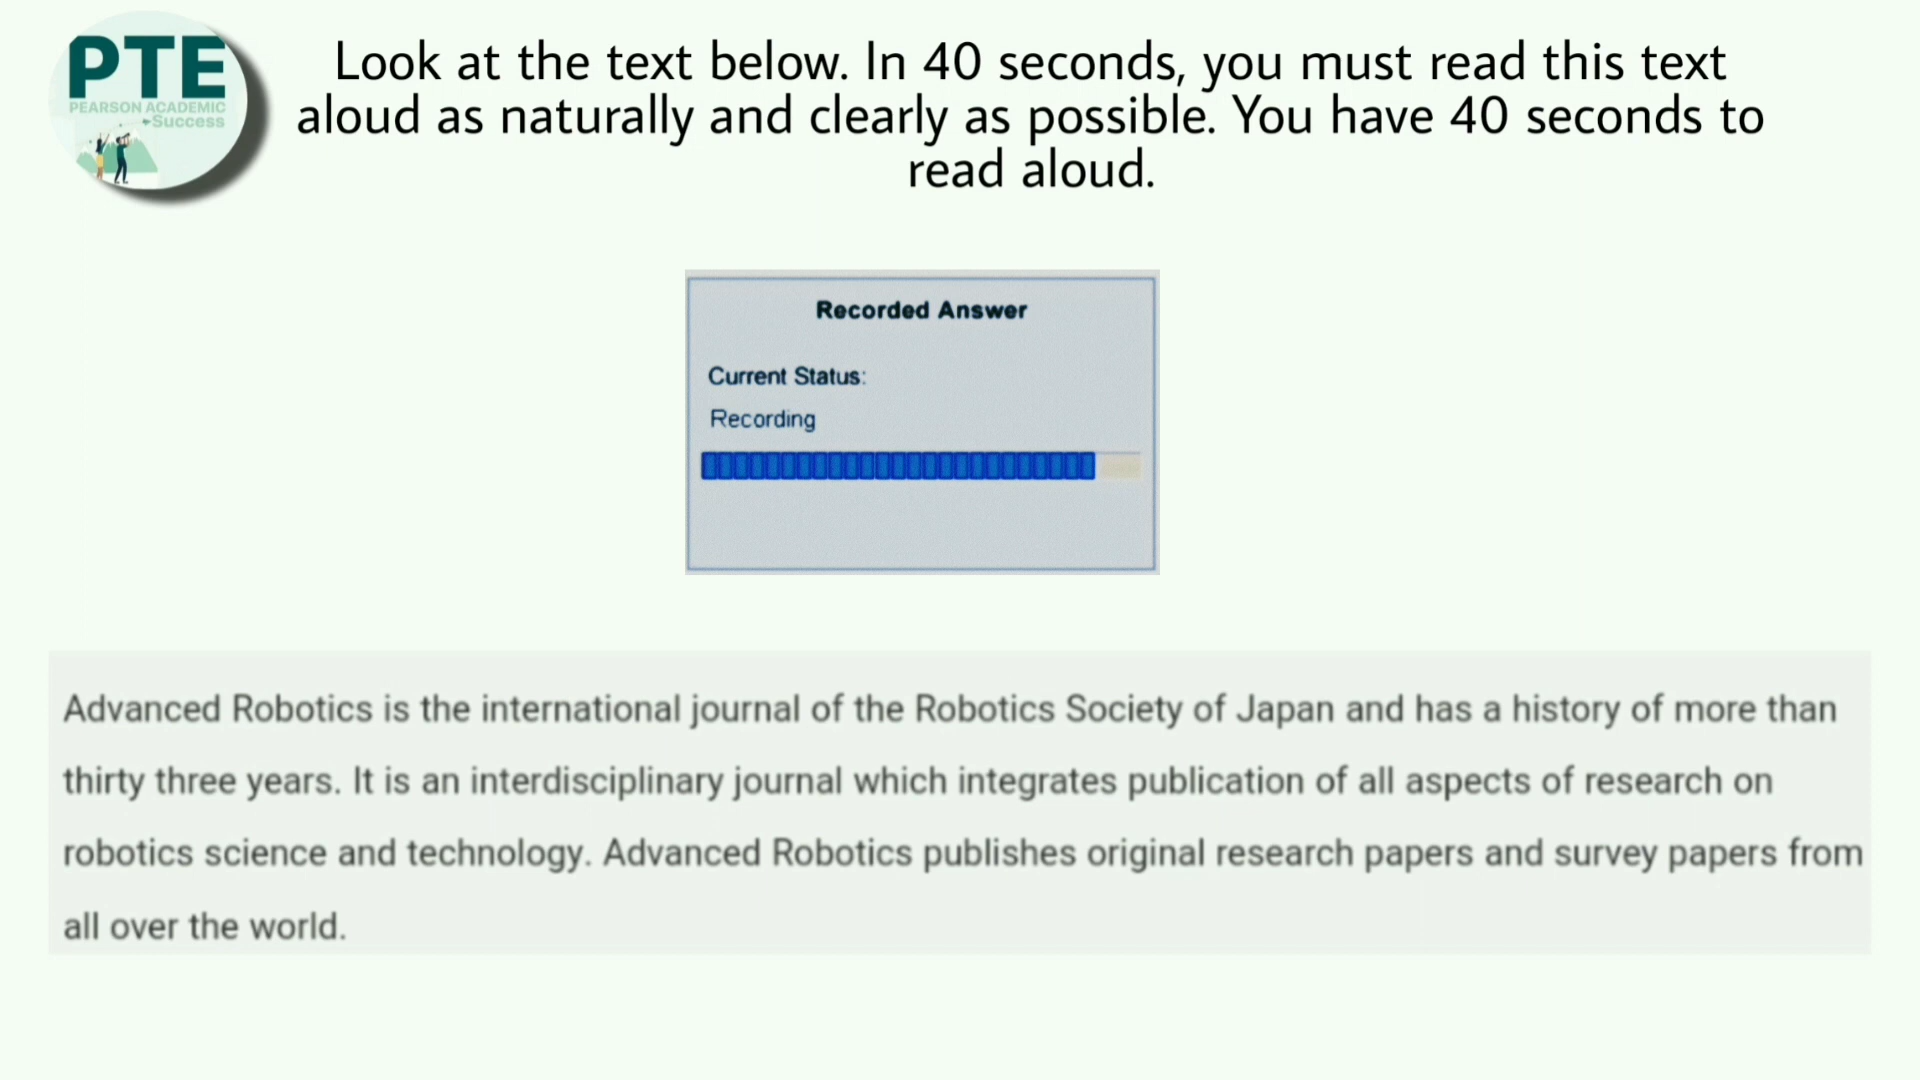 PTE
PEARSON ACADEMIC
Success
Look at the text below. In 40 seconds, you must read this text
aloud as naturally and clearly as possible. You have 40 seconds to
read aloud.
Recorded Answer
Current Status:
Recording
Advanced Robotics is the international journal of the Robotics Society of Japan and has a history of more than
thirty three years. It is an interdisciplinary journal which integrates publication of all aspects of research on
robotics science and technology. Advanced Robotics publishes original research papers and survey papers from
all over the world.